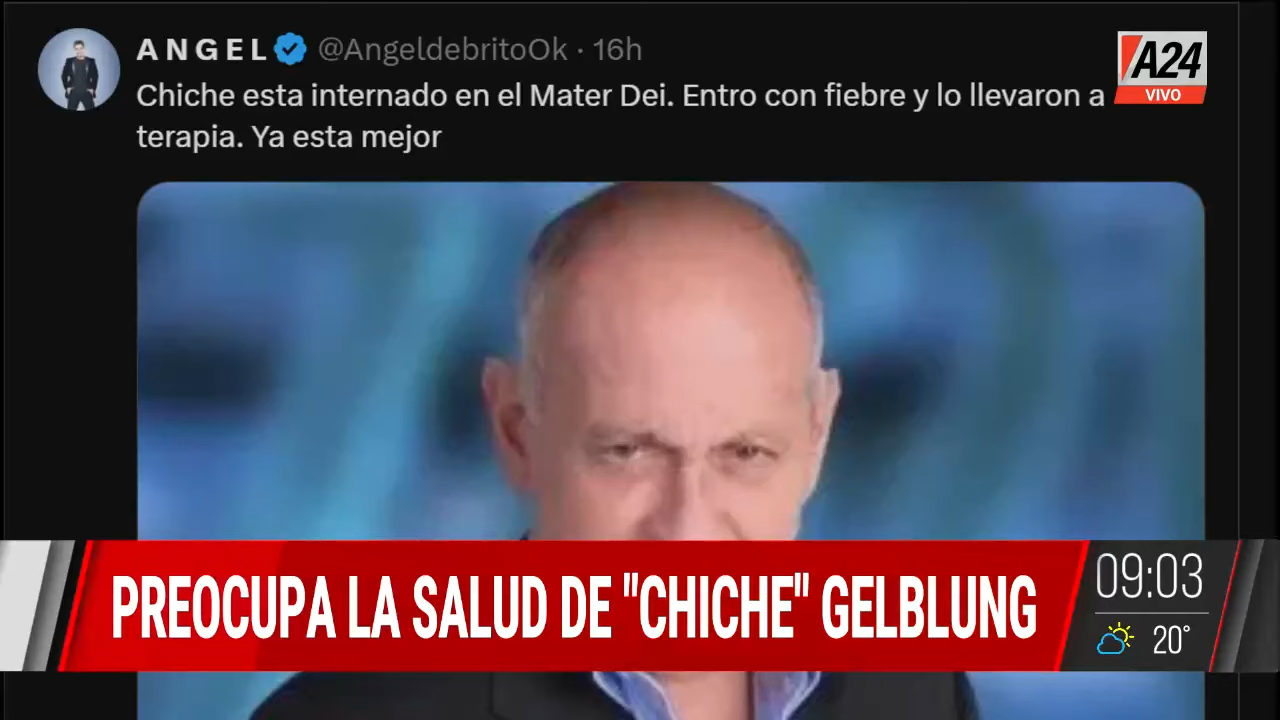 ANGEL @AngeldebritoOk · 16h
Chiche esta internado en el Mater Dei. Entro con fiebre y lo llevaron a
terapia. Ya esta mejor
A24
VIVO
PREOCUPA LA SALUD DE "CHICHE" GELBLUNG
09:03
20°